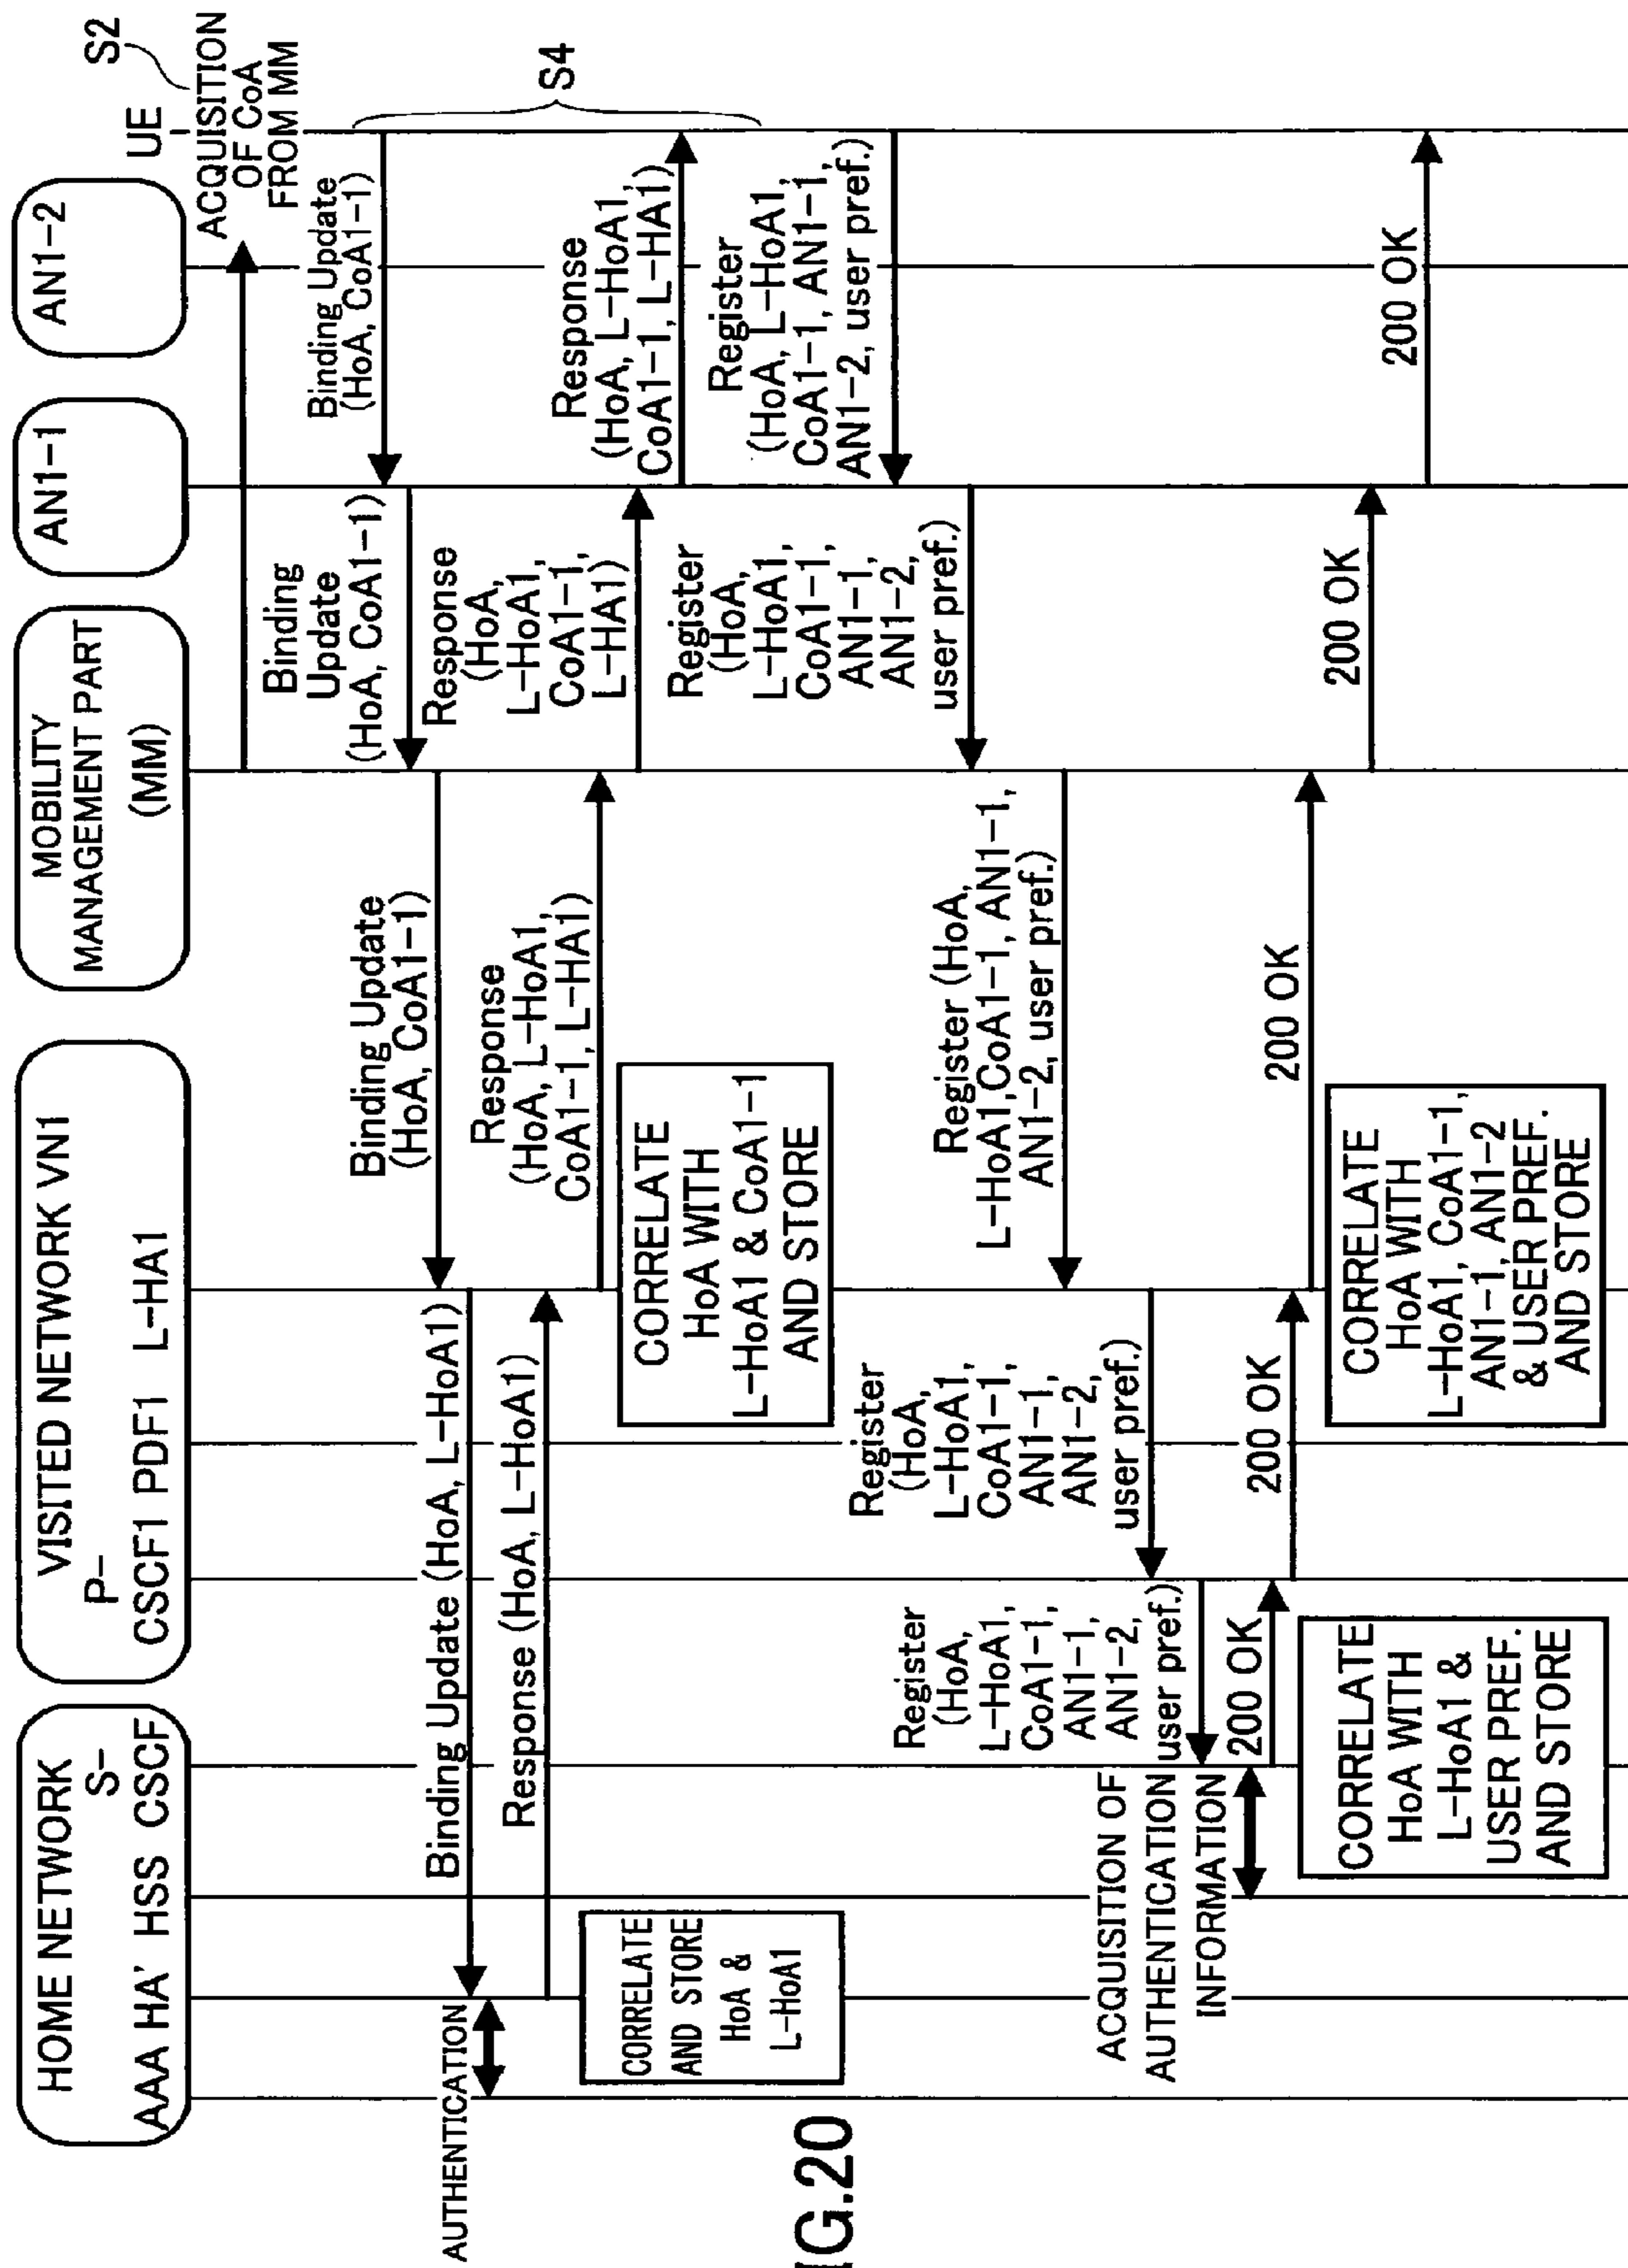 HOME NETWORK
S-
AAA HA' HSS CSCF
VISITED NETWORK VN1
P-
CSCF1 PDF1 L-HA1
MOBILITY
MANAGEMENT PART
(MM)
AN1-1
AN1-2
UE
S2
ACQUISITION
OF CoA
FROM MM
S4
Binding Update
(HoA, CoA1-1)
Binding
Update
(HoA, CoA1-1)
Binding Update
(HoA, CoA1-1)
Binding Update (HoA, L-HoA1)
AUTHENTICATION
Response (HoA, L-HoA1)
CORRELATE
AND STORE
HoA &
L-HoA1
Response
(HoA, L-HoA1,
CoA1-1, L-HA1)
CORRELATE
HoA WITH
L-HoA1 & CoA1-1
AND STORE
Response
(HoA,
L-HoA1,
CoA1-1,
L-HA1)
Response
(HoA, L-HoA1,
CoA1-1, L-HA1)
Register
(HoA, L-HoA1,
CoA1-1, AN1-1,
AN1-2, user pref.)
Register
(HoA,
L-HoA1,
CoA1-1,
AN1-1,
AN1-2,
user pref.)
Register (HoA,
L-HoA1,CoA1-1, AN1-1,
AN1-2, user pref.)
Register
(HoA,
L-HoA1,
CoA1-1,
AN1-1,
AN1-2,
user pref.)
Register
(HoA,
L-HoA1,
CoA1-1,
AN1-1,
AN1-2,
user pref.)
ACQUISITION OF
AUTHENTICATION
INFORMATION
200 OK
CORRELATE
HoA WITH
L-HoA1 &
USER PREF.
AND STORE
200 OK
200 OK
CORRELATE
HoA WITH
L-HoA1, CoA1-1,
AN1-1, AN1-2
& USER PREF.
AND STORE
200 OK
200 OK
IG.20